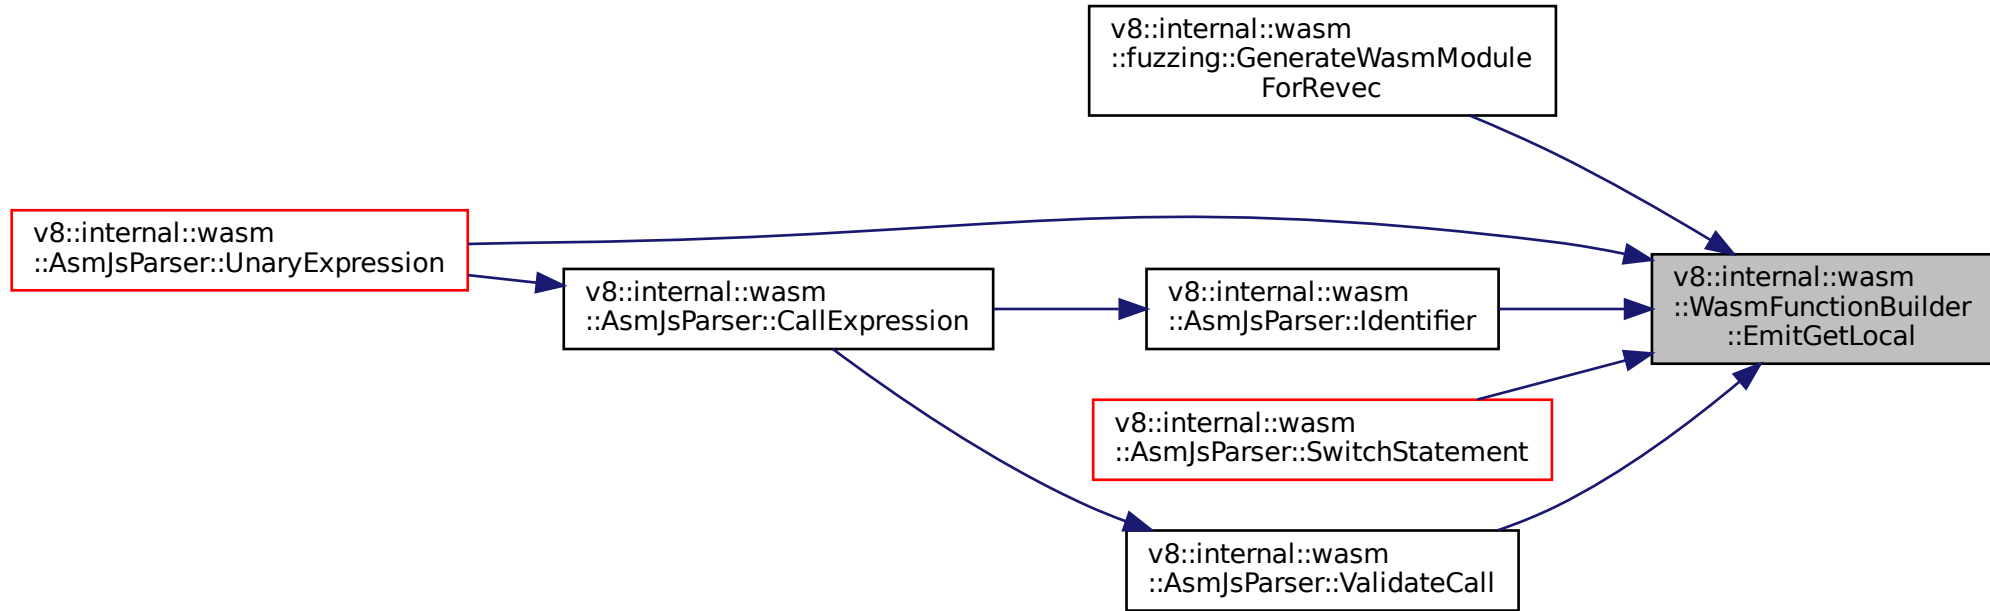 v8::internal::wasm
::fuzzing::GenerateWasmModule
ForRevec
v8::internal::wasm
::AsmJsParser::UnaryExpression
v8::internal::wasm
::AsmJsParser::CallExpression
v8::internal::wasm
::AsmJsParser::Identifier
v8::internal::wasm
::WasmFunctionBuilder
::EmitGetLocal
v8::internal::wasm
::AsmJsParser::SwitchStatement
v8::internal::wasm
::AsmJsParser::ValidateCall